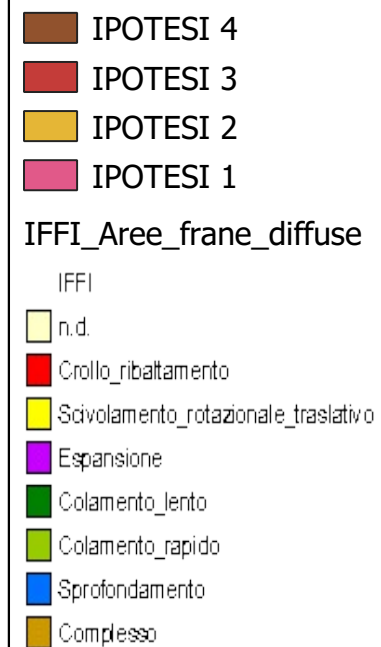 IPOTESI 4
IPOTESI 3
IPOTESI 2
IPOTESI 1
IFFI_Aree_frane_diffuse
IFFI
n.d.
Crollo_ribaltamento
Scivolamento_rotazionale_traslativo
Espansione
Colamento_lento
Colamento_rapido
Sprofondamento
Complesso